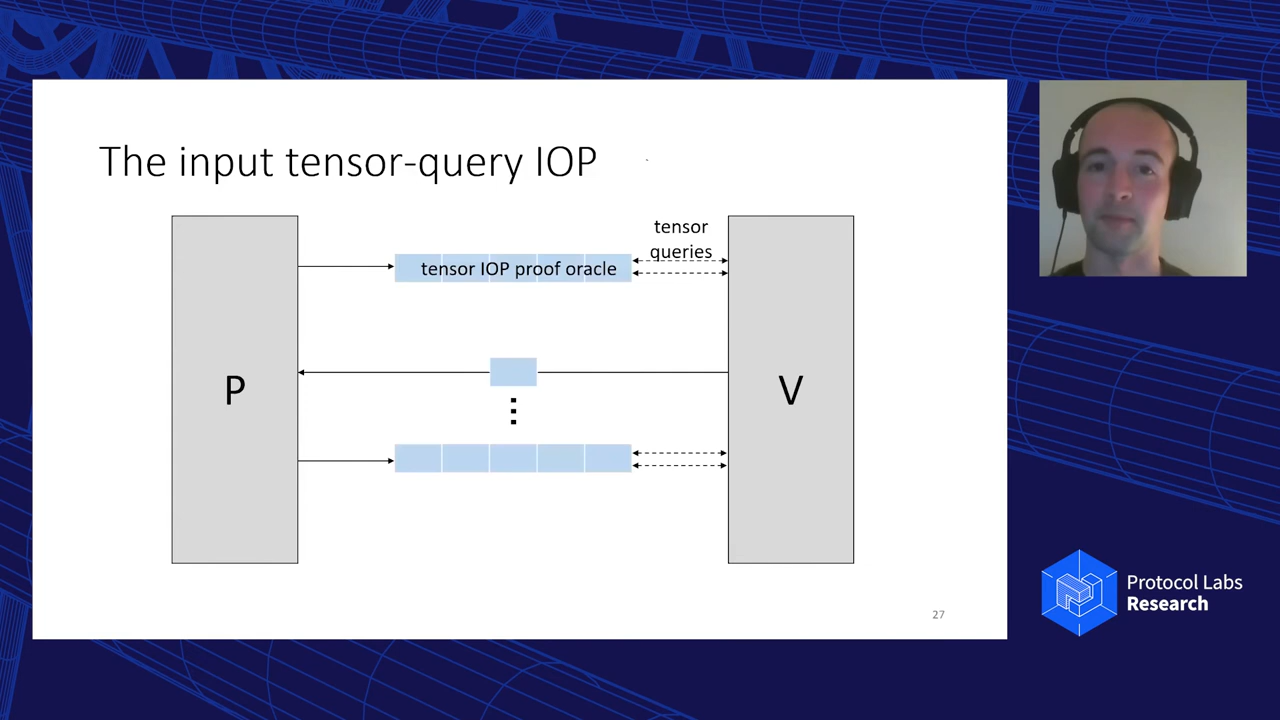 The input tensor-query IOP
tensor
queries
tensor IOP proof oracle
P
V
27
Protocol Labs
Research